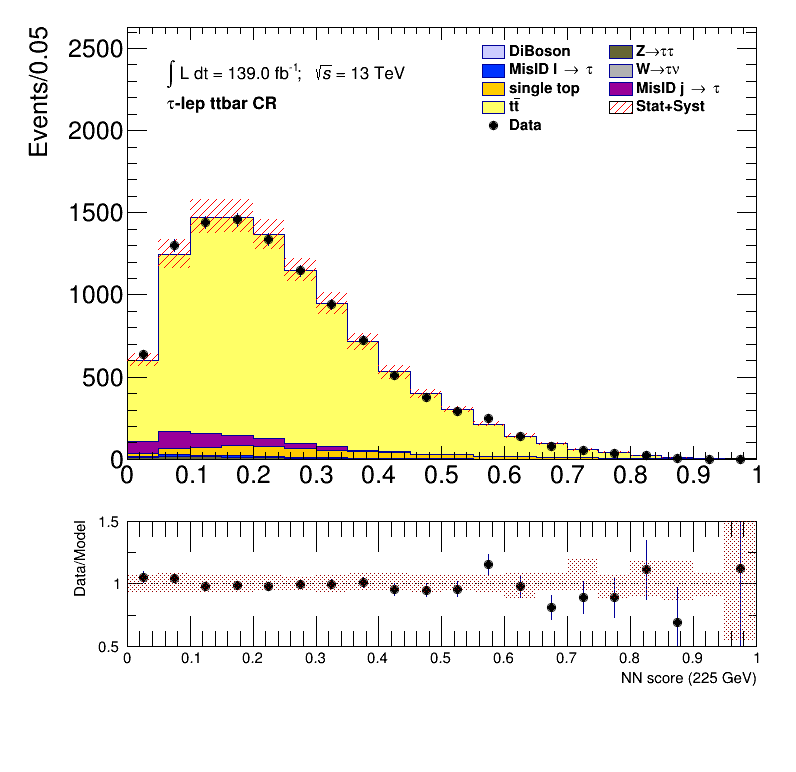 Events/0.05
2500
2000
1500
1000
500
0
∫ L dt = 139.0 fb⁻¹; √s = 13 TeV
τ-lep ttbar CR
DiBoson
MisID l → τ
single top
tt̄
Data
Z→ττ
W→τν
MisID j → τ
Stat+Syst
0 0.1 0.2 0.3 0.4 0.5 0.6 0.7 0.8 0.9 1
Data/Model
1.5
1
0.5
0 0.1 0.2 0.3 0.4 0.5 0.6 0.7 0.8 0.9 1
NN score (225 GeV)